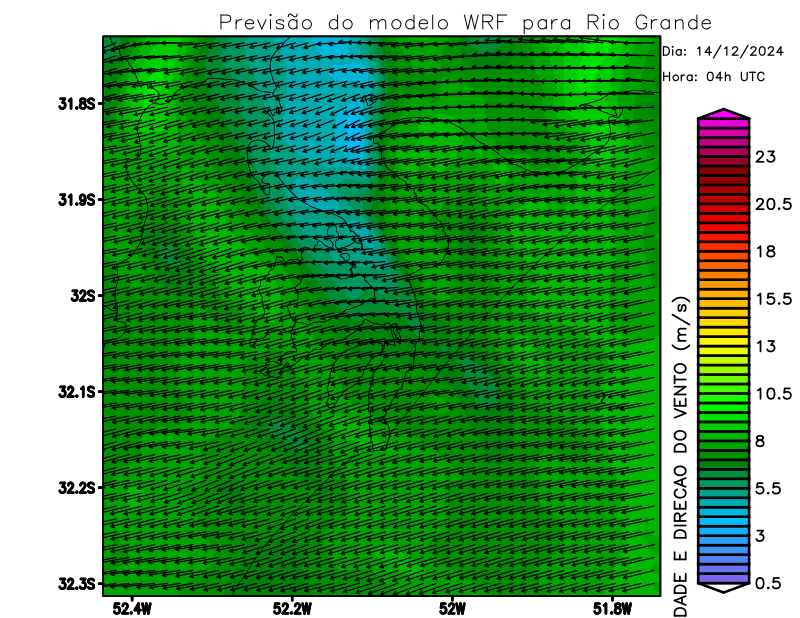 Previsão do modelo WRF para Rio Grande
Dia: 14/12/2024
Hora: 04h UTC
31.8S
31.9S
32S
32.1S
32.2S
32.3S
52.4W
52.2W
52W
51.8W
DADE E DIRECAO DO VENTO (m/s)
23
20.5
18
15.5
13
10.5
8
5.5
3
0.5